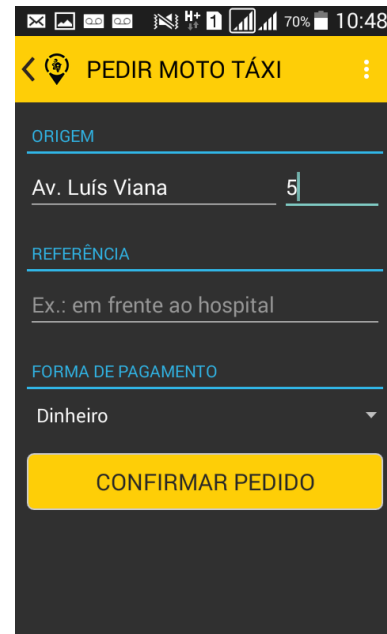 H+ 1 70% 10:48
PEDIR MOTO TÁXI
ORIGEM
Av. Luís Viana 5
REFERÊNCIA
Ex.: em frente ao hospital
FORMA DE PAGAMENTO
Dinheiro
CONFIRMAR PEDIDO